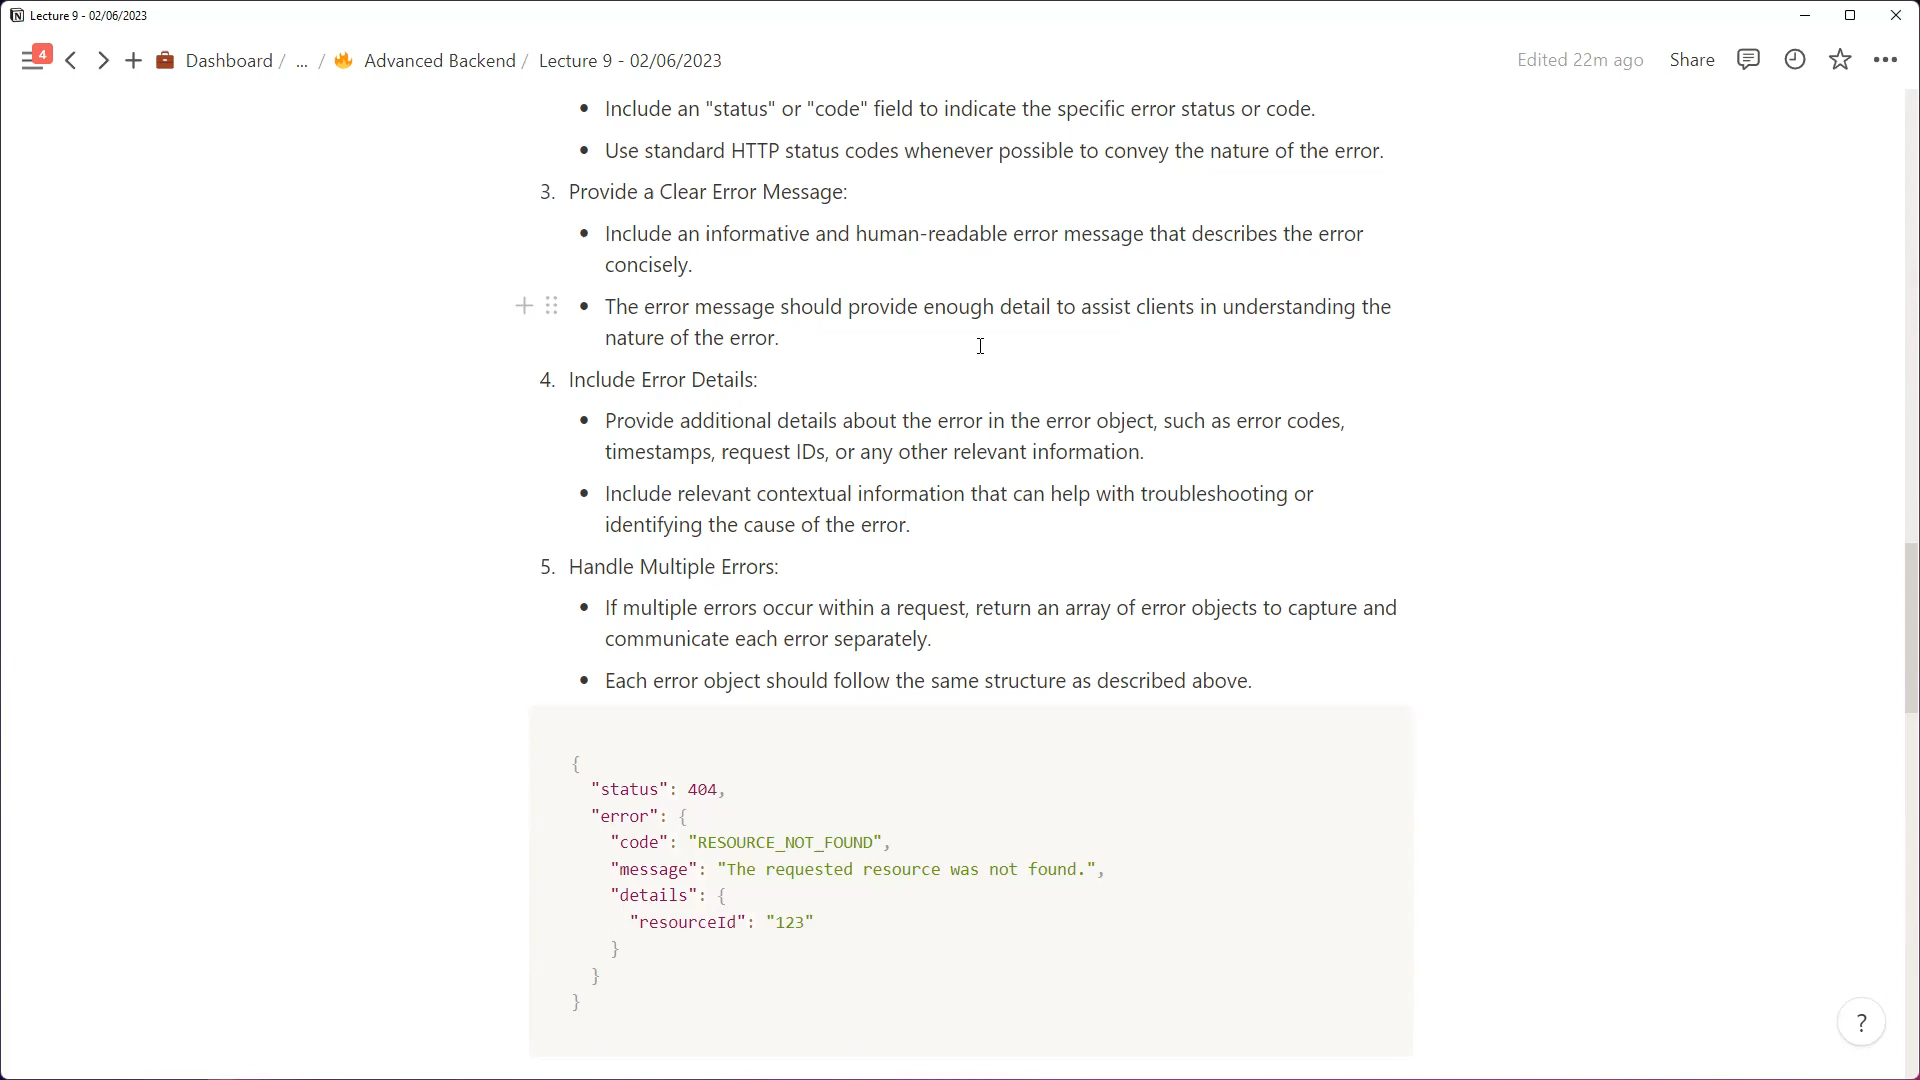 Lecture 9 - 02/06/2023
4
Dashboard / ... / Advanced Backend / Lecture 9 - 02/06/2023
Edited 22m ago
Share
• Include an "status" or "code" field to indicate the specific error status or code.
• Use standard HTTP status codes whenever possible to convey the nature of the error.
3. Provide a Clear Error Message:
• Include an informative and human-readable error message that describes the error
concisely.
• The error message should provide enough detail to assist clients in understanding the
nature of the error.
4. Include Error Details:
• Provide additional details about the error in the error object, such as error codes,
timestamps, request IDs, or any other relevant information.
• Include relevant contextual information that can help with troubleshooting or
identifying the cause of the error.
5. Handle Multiple Errors:
• If multiple errors occur within a request, return an array of error objects to capture and
communicate each error separately.
• Each error object should follow the same structure as described above.
{
  "status": 404,
  "error": {
    "code": "RESOURCE_NOT_FOUND",
    "message": "The requested resource was not found.",
    "details": {
      "resourceId": "123"
    }
  }
}
?